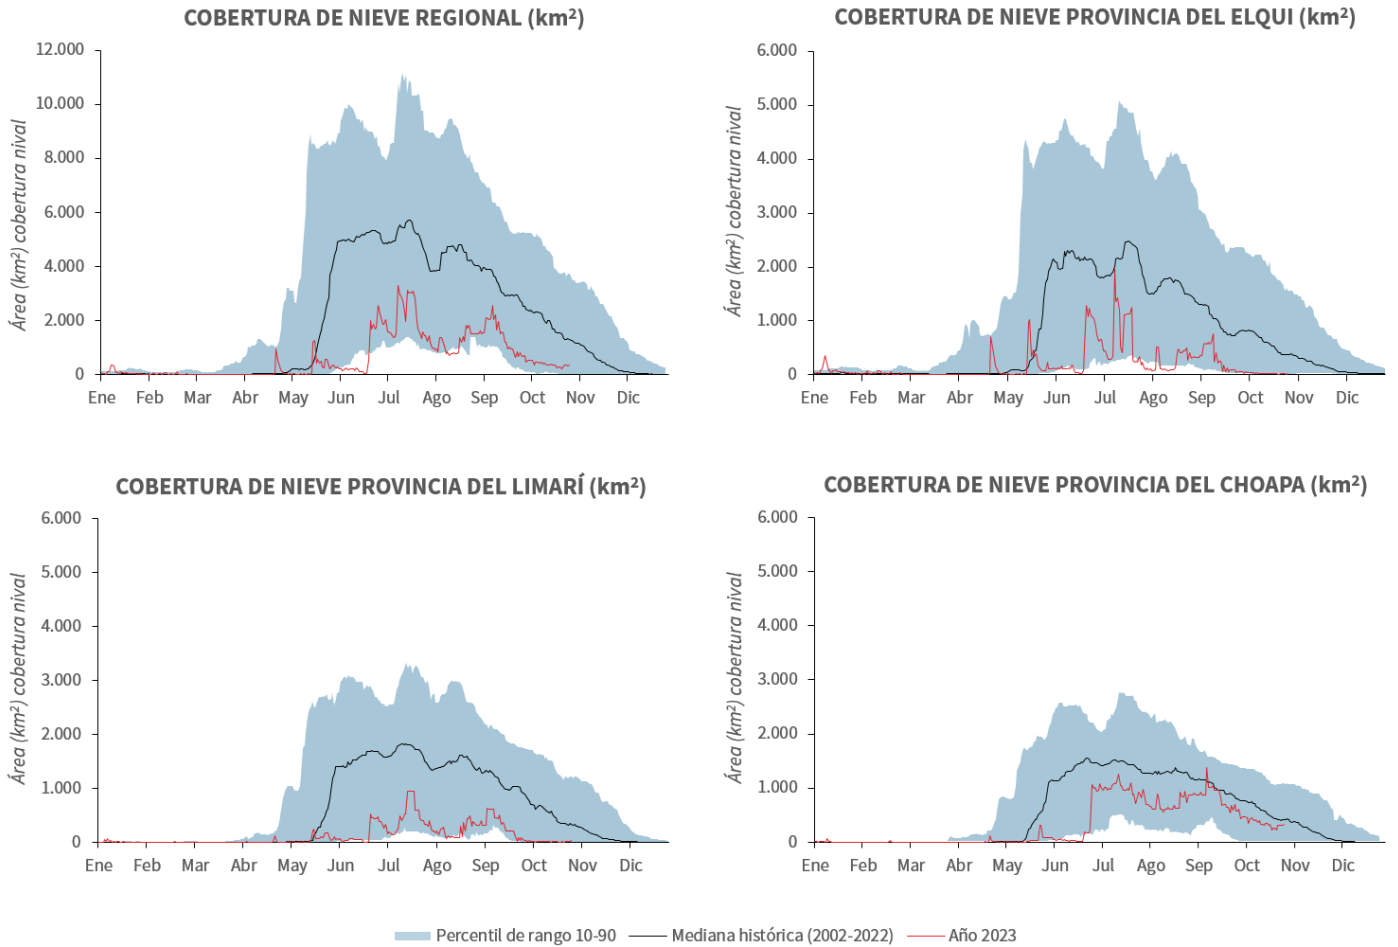 COBERTURA DE NIEVE REGIONAL (km²)
Área (km²) cobertura nival
12.000
10.000
8.000
6.000
4.000
2.000
0
Ene Feb Mar Abr May Jun Jul Ago Sep Oct Nov Dic
COBERTURA DE NIEVE PROVINCIA DEL ELQUI (km²)
Área (km²) cobertura nival
6.000
5.000
4.000
3.000
2.000
1.000
0
Ene Feb Mar Abr May Jun Jul Ago Sep Oct Nov Dic
COBERTURA DE NIEVE PROVINCIA DEL LIMARÍ (km²)
Área (km²) cobertura nival
6.000
5.000
4.000
3.000
2.000
1.000
0
Ene Feb Mar Abr May Jun Jul Ago Sep Oct Nov Dic
COBERTURA DE NIEVE PROVINCIA DEL CHOAPA (km²)
Área (km²) cobertura nival
6.000
5.000
4.000
3.000
2.000
1.000
0
Ene Feb Mar Abr May Jun Jul Ago Sep Oct Nov Dic
Percentil de rango 10-90 Mediana histórica (2002-2022) Año 2023